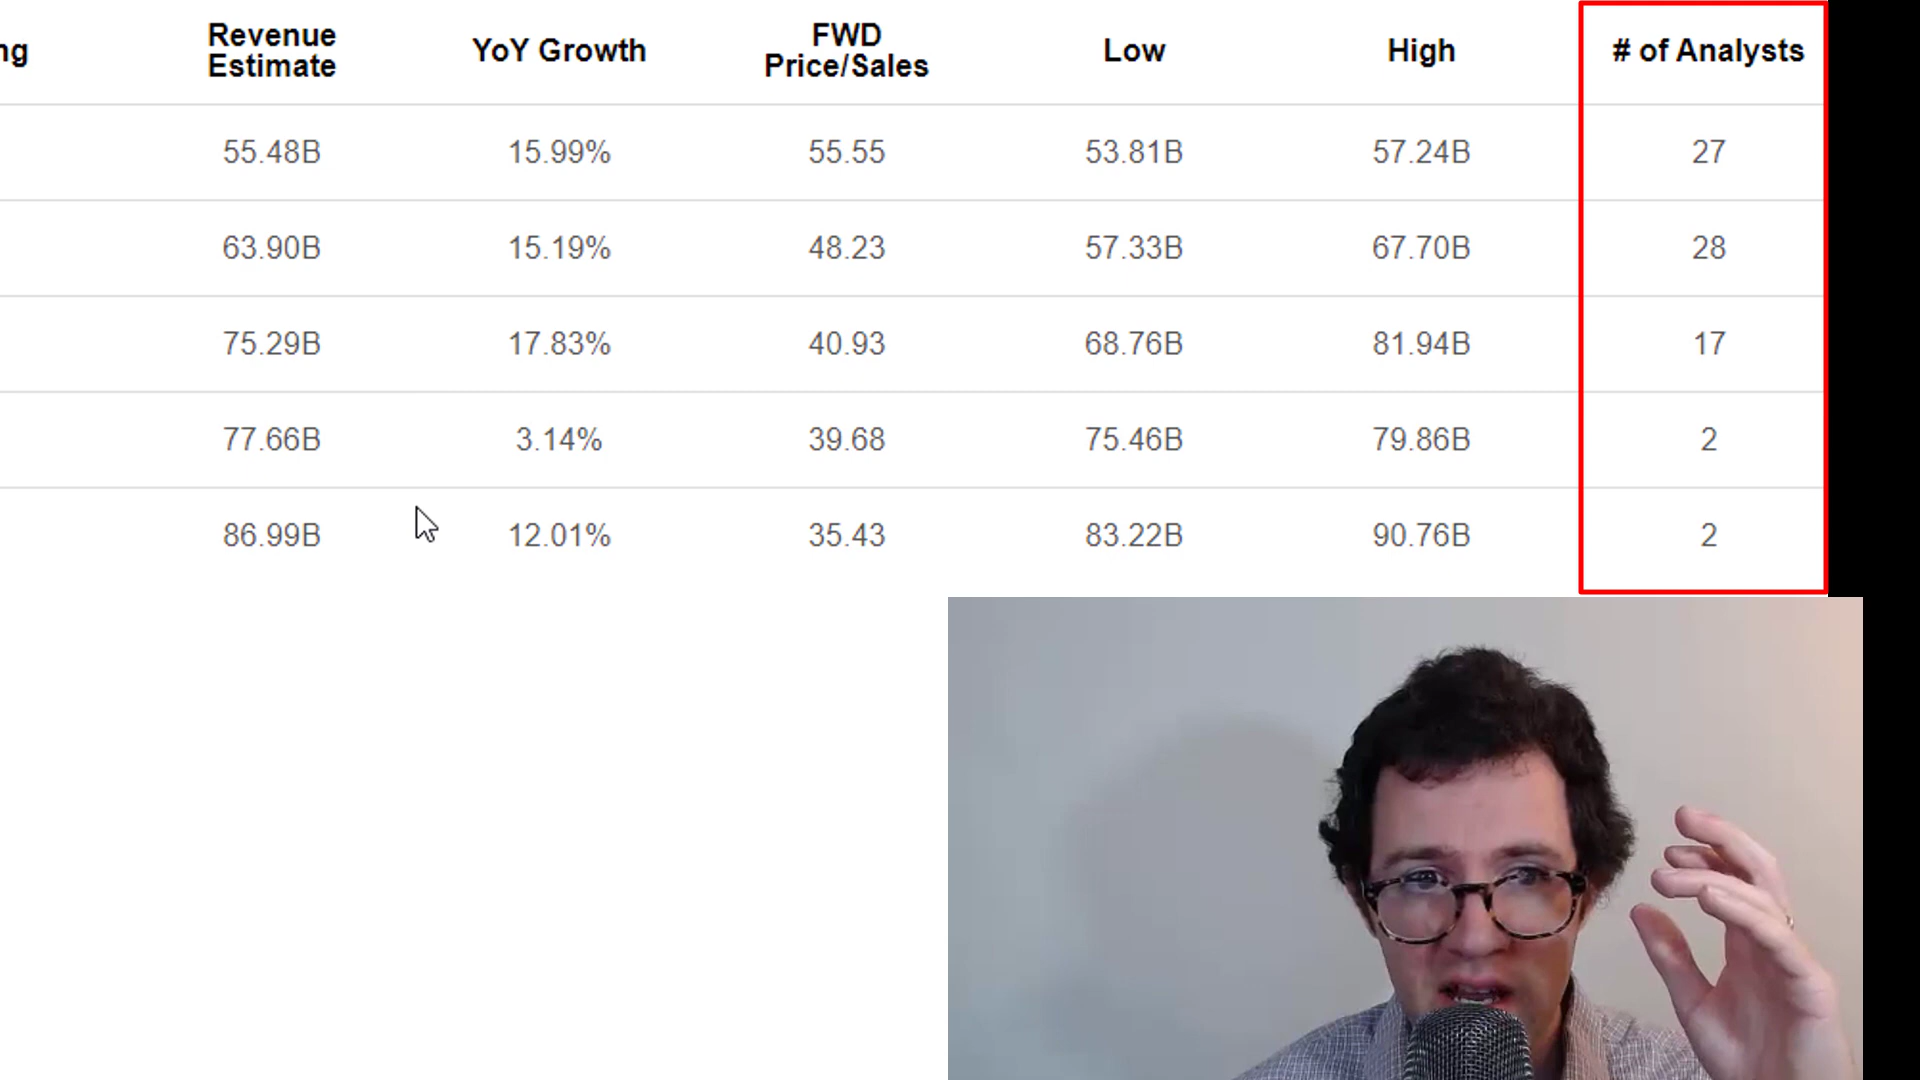 ng Revenue Estimate YoY Growth FWD Price/Sales Low High # of Analysts
55.48B 15.99% 55.55 53.81B 57.24B 27
63.90B 15.19% 48.23 57.33B 67.70B 28
75.29B 17.83% 40.93 68.76B 81.94B 17
77.66B 3.14% 39.68 75.46B 79.86B 2
86.99B 12.01% 35.43 83.22B 90.76B 2